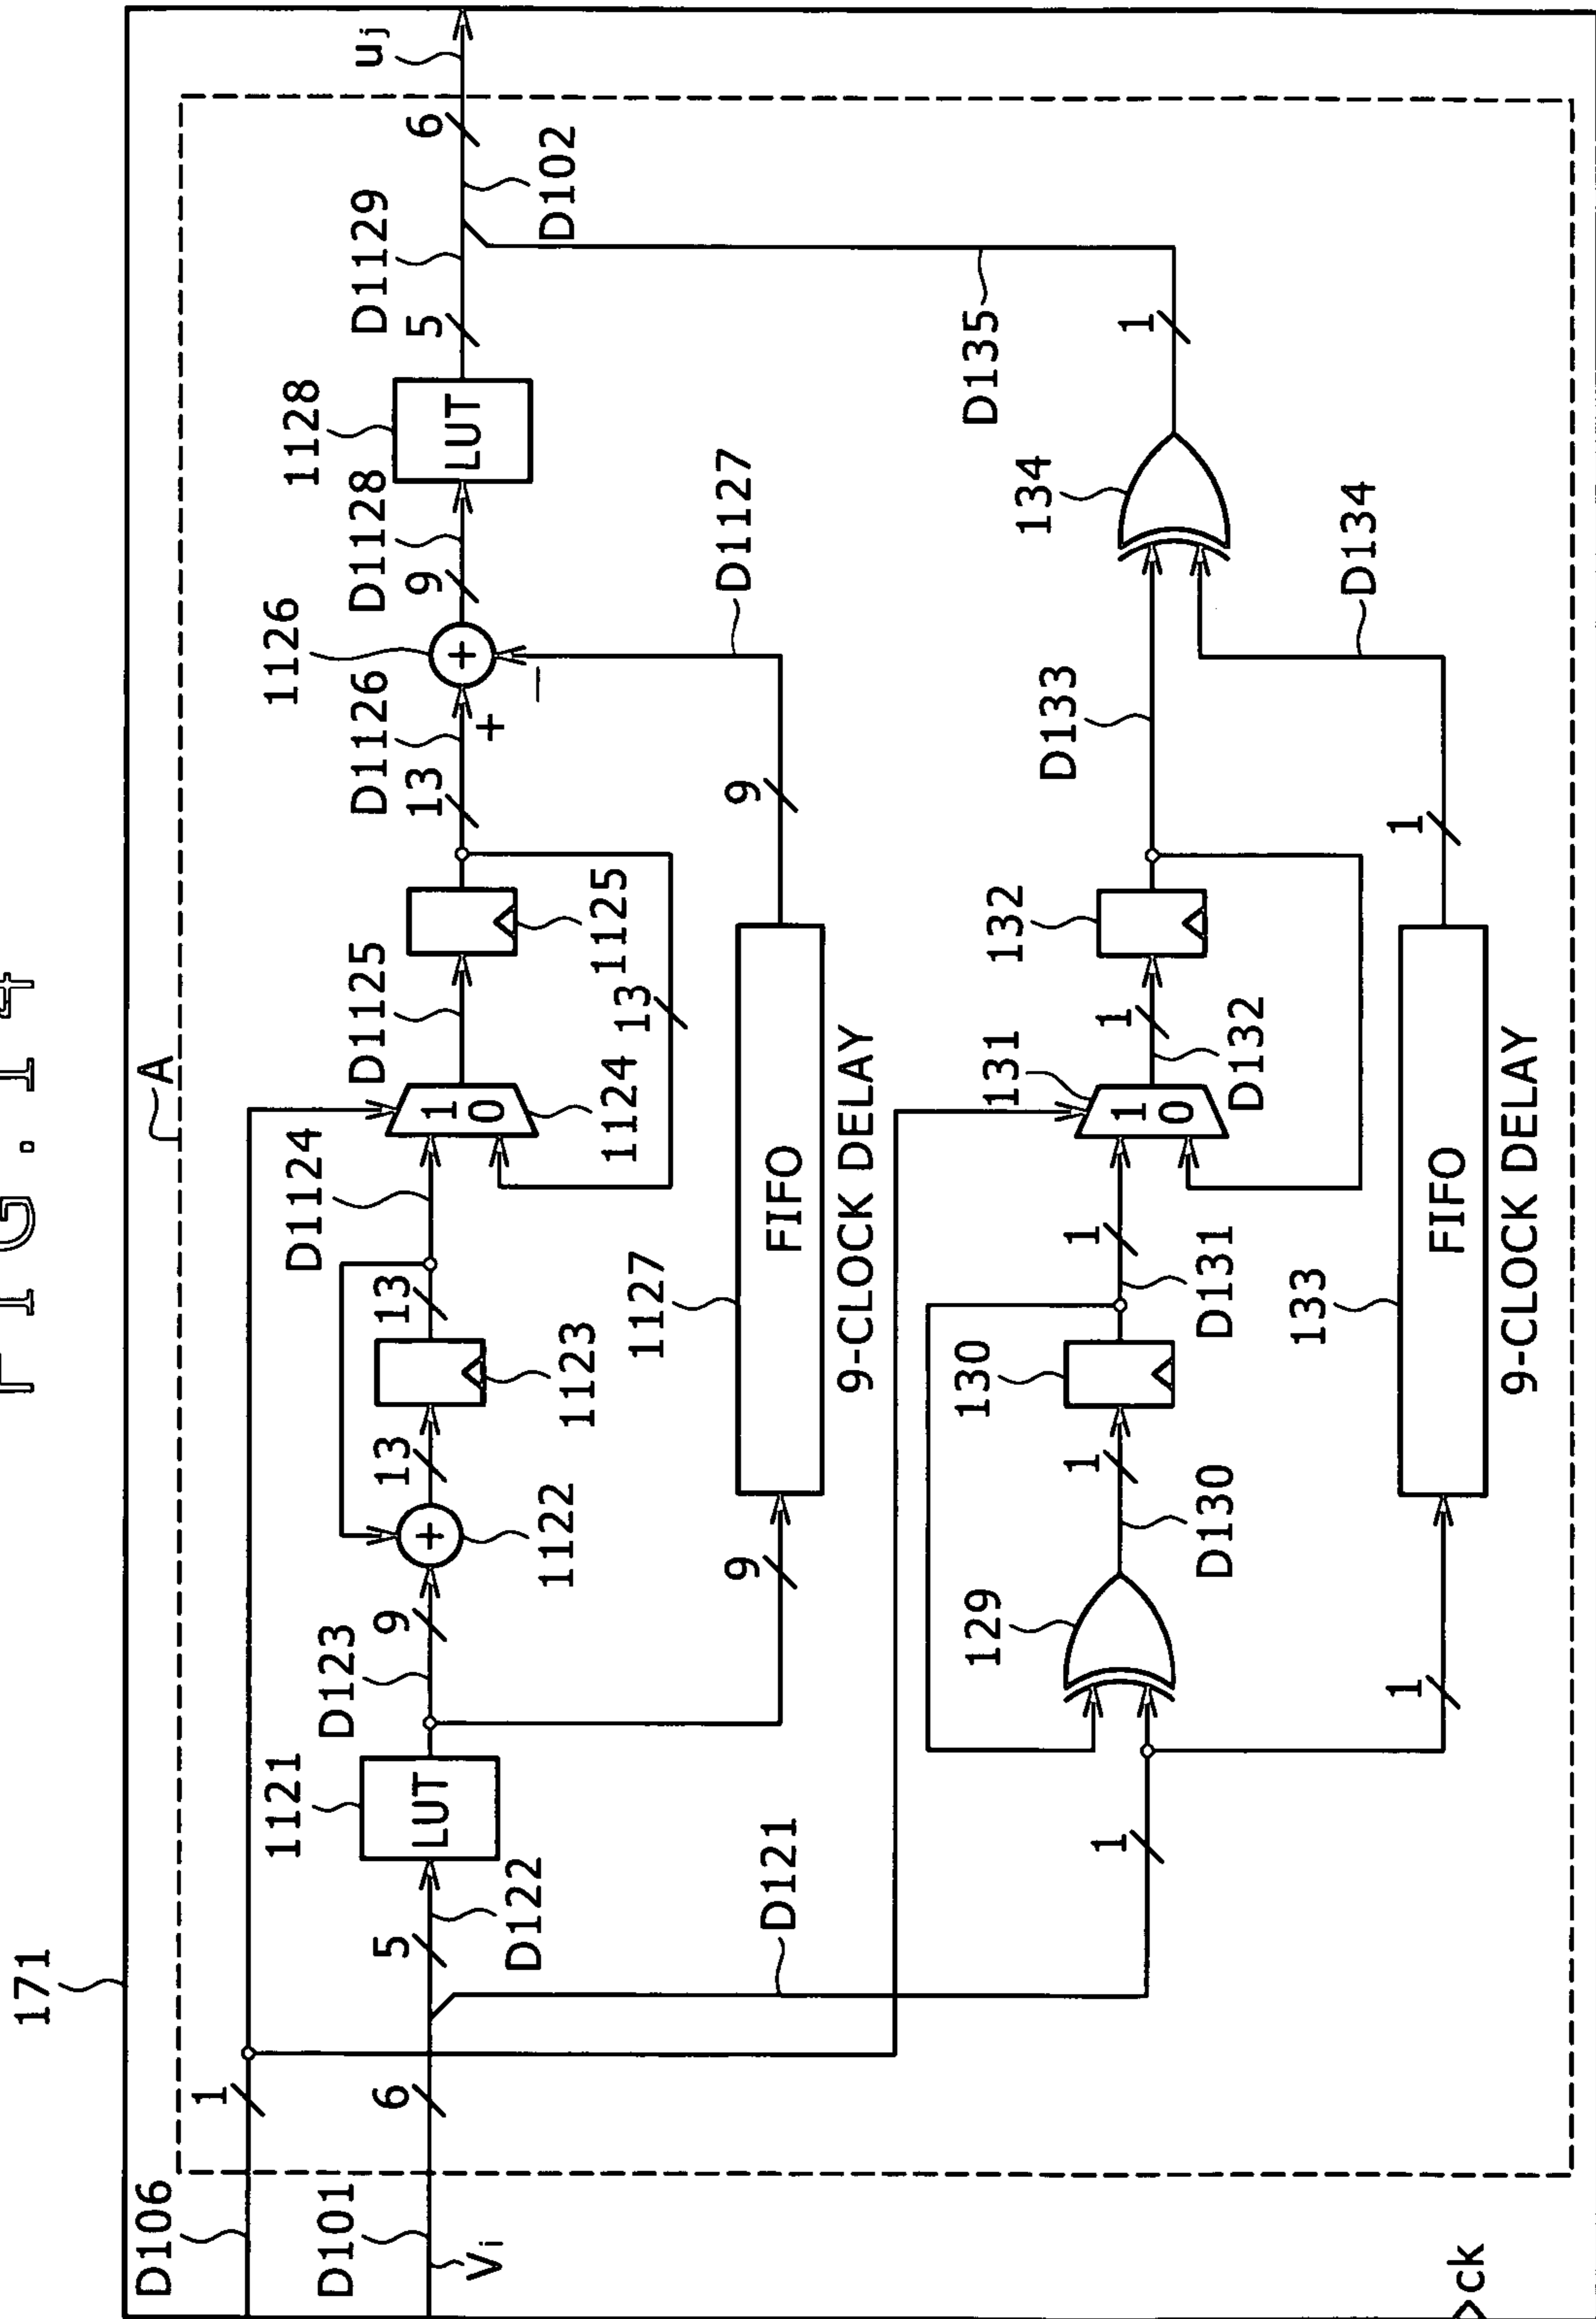 FIG. 14
171
A
D106
1
D101
Vi
6
5
D122
1121
LUT
D123
9
1122
+
13
1123
13
D1124
1124
1
0
D1125
1125
13
D1126
13
+
−
1126
+
D1128
9
1128
LUT
D1129
5
D102
6
uj
9
1127
FIFO
9-CLOCK DELAY
9
D1127
D121
1
129
D130
1
130
D131
1
131
1
0
D132
1
132
D133
134
D135
1
1
133
FIFO
9-CLOCK DELAY
1
D134
ck